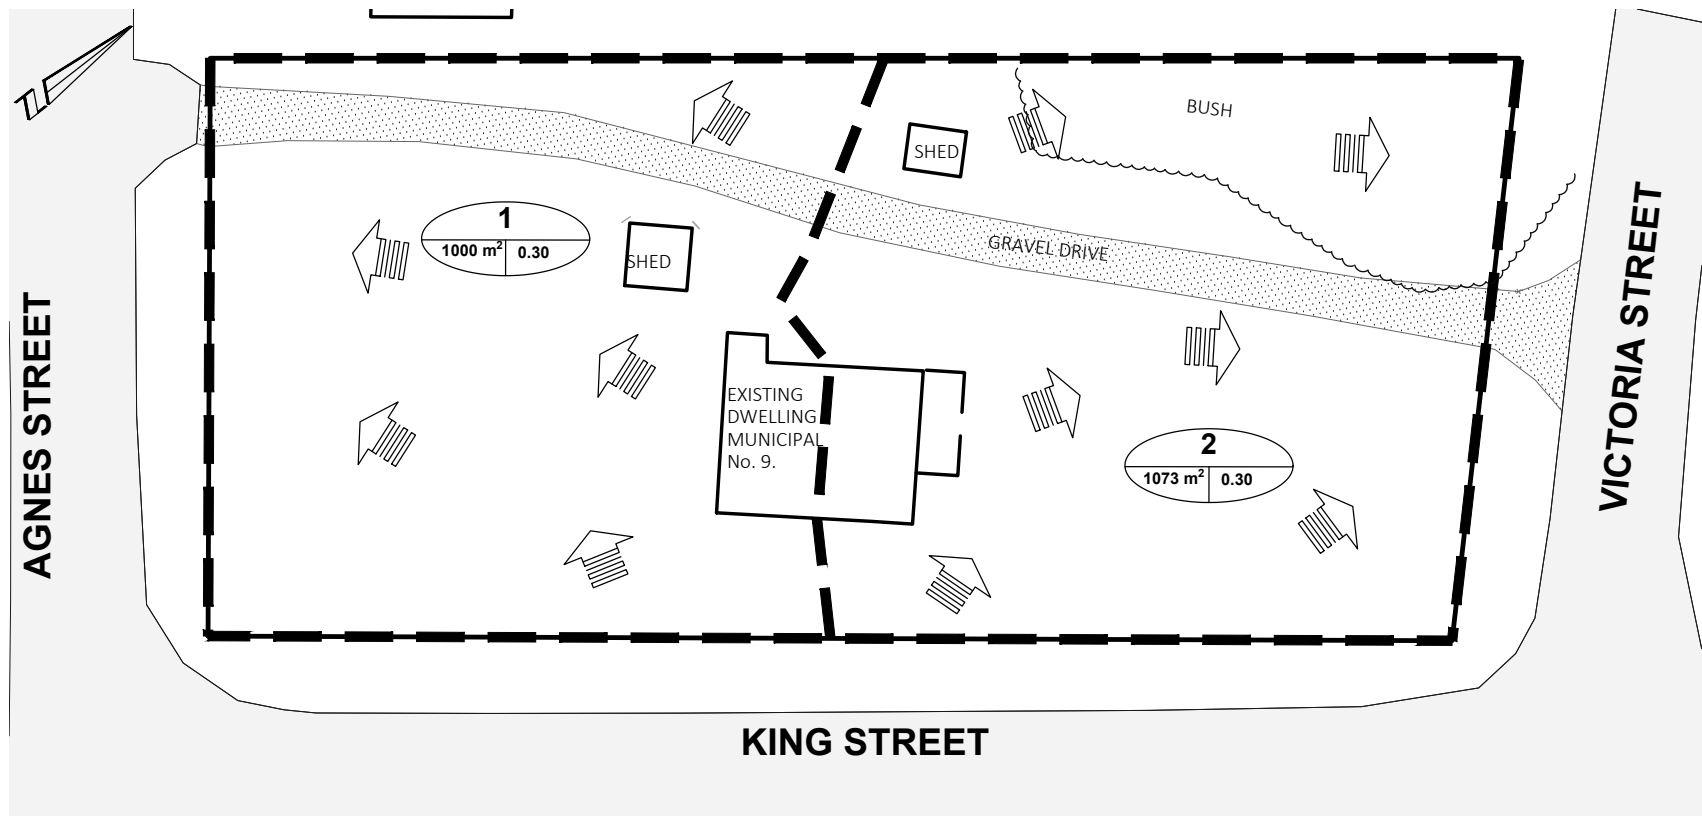 N
BUSH
SHED
1
1000 m² 0.30
SHED
GRAVEL DRIVE
EXISTING
DWELLING
MUNICIPAL
No. 9.
2
1073 m² 0.30
AGNES STREET
VICTORIA STREET
KING STREET